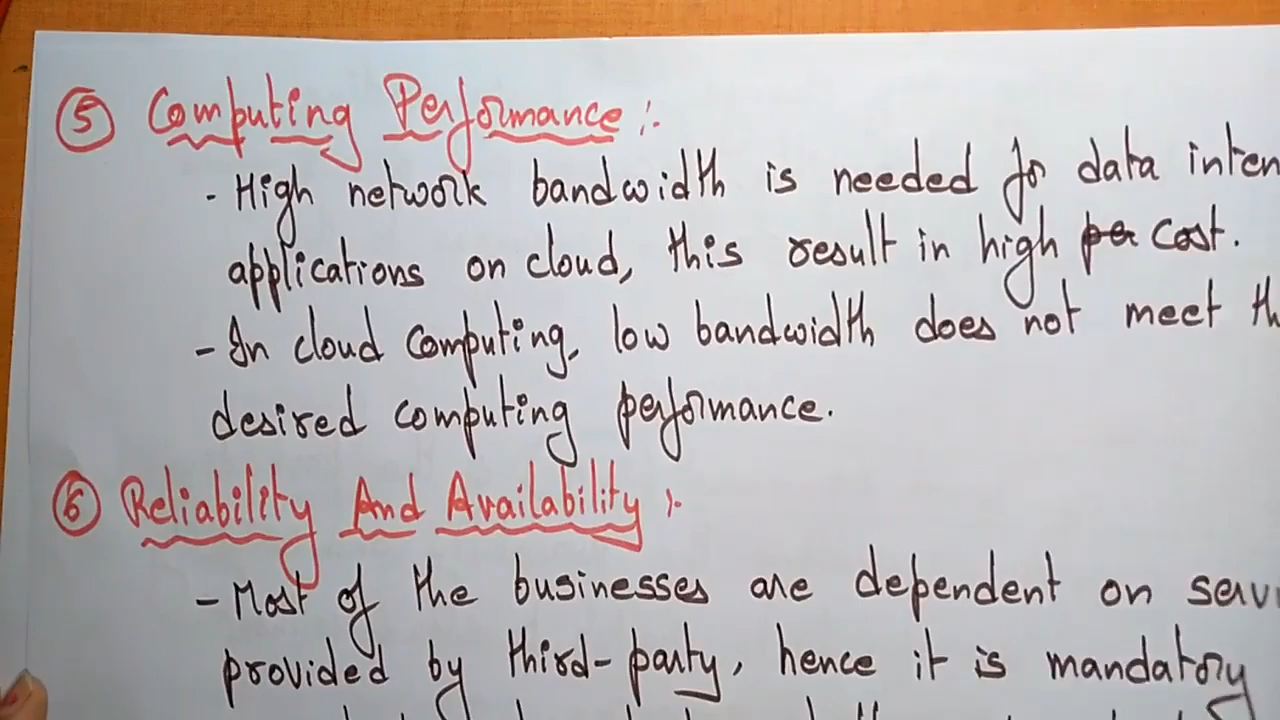 ⑤ Computing Performance :-
- High network bandwidth is needed for data inten
applications on cloud, this result in high per cost.
- In cloud computing, low bandwidth does not meet th
desired computing performance.
⑥ Reliability And Availability :-
- Most of the businesses are dependent on servi
provided by third-party, hence it is mandatory